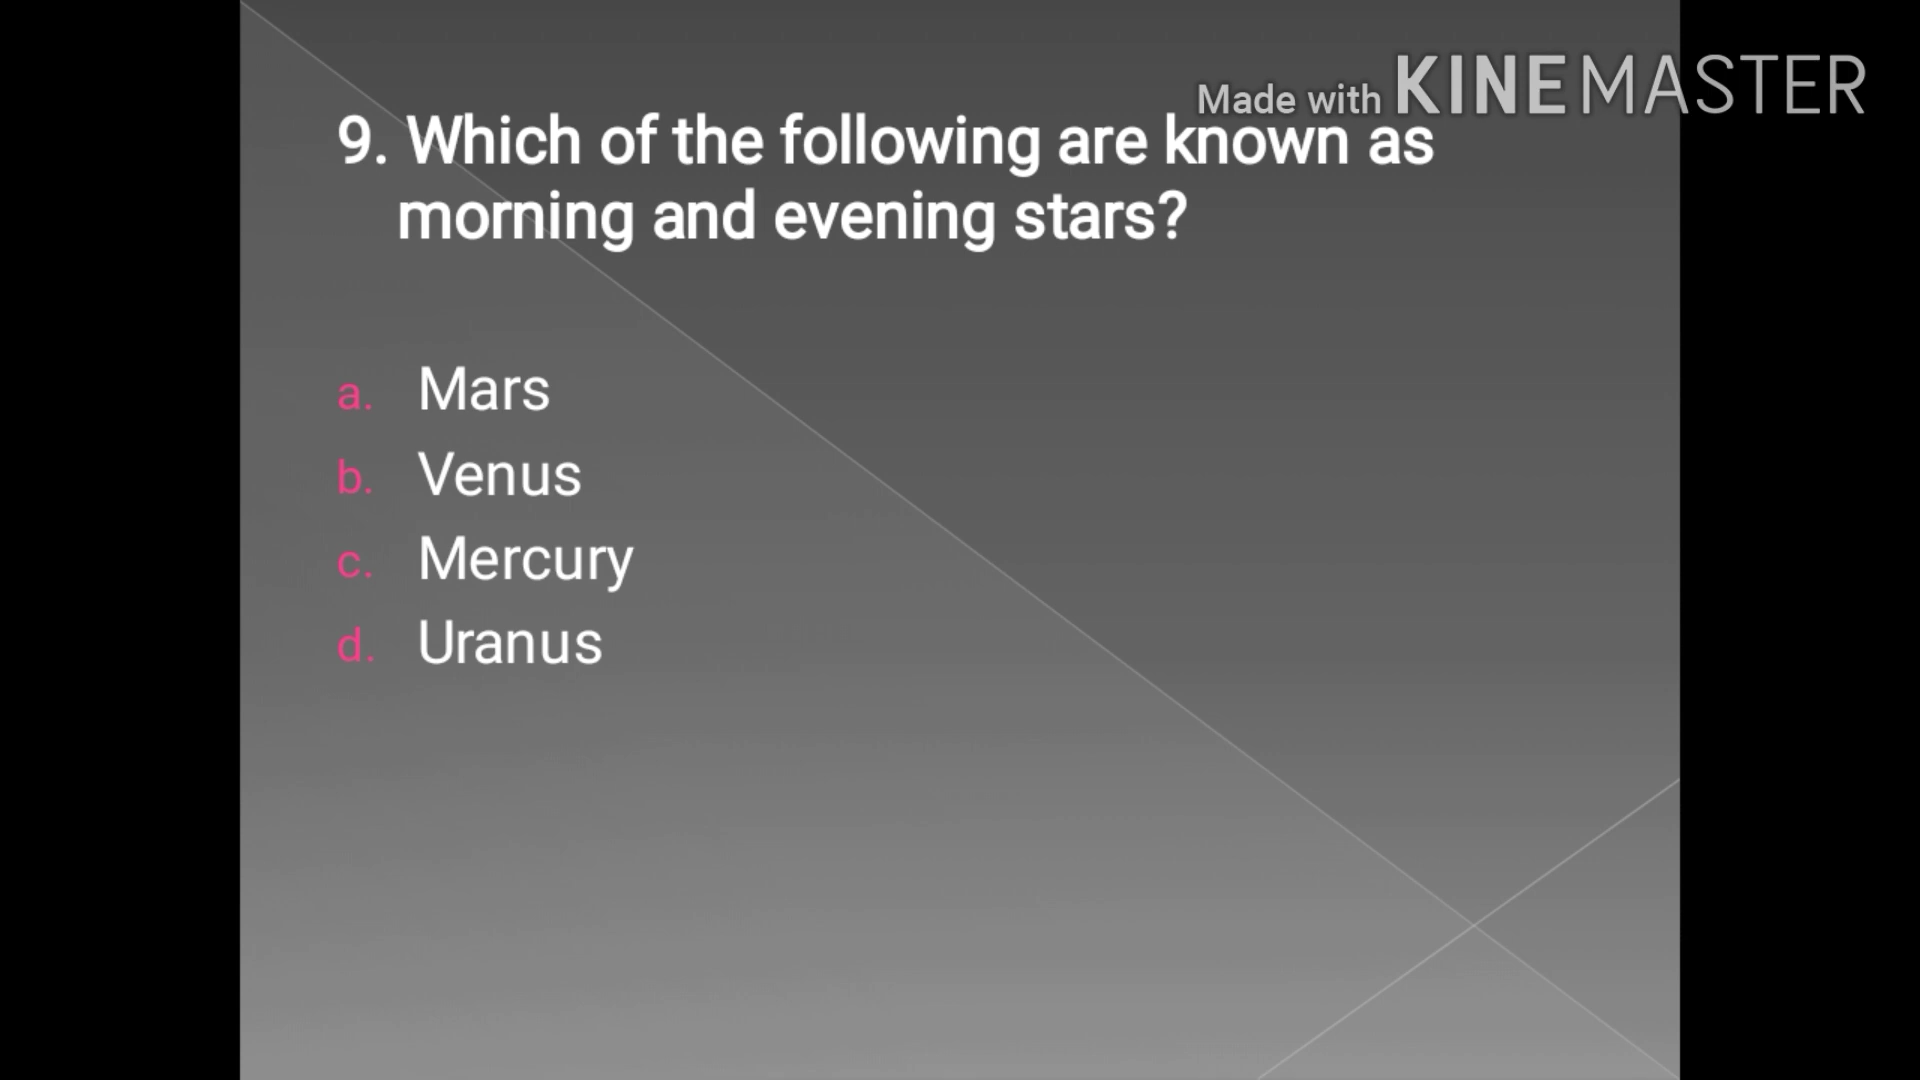 Made with KINEMASTER
9. Which of the following are known as
morning and evening stars?
a. Mars
b. Venus
c. Mercury
d. Uranus